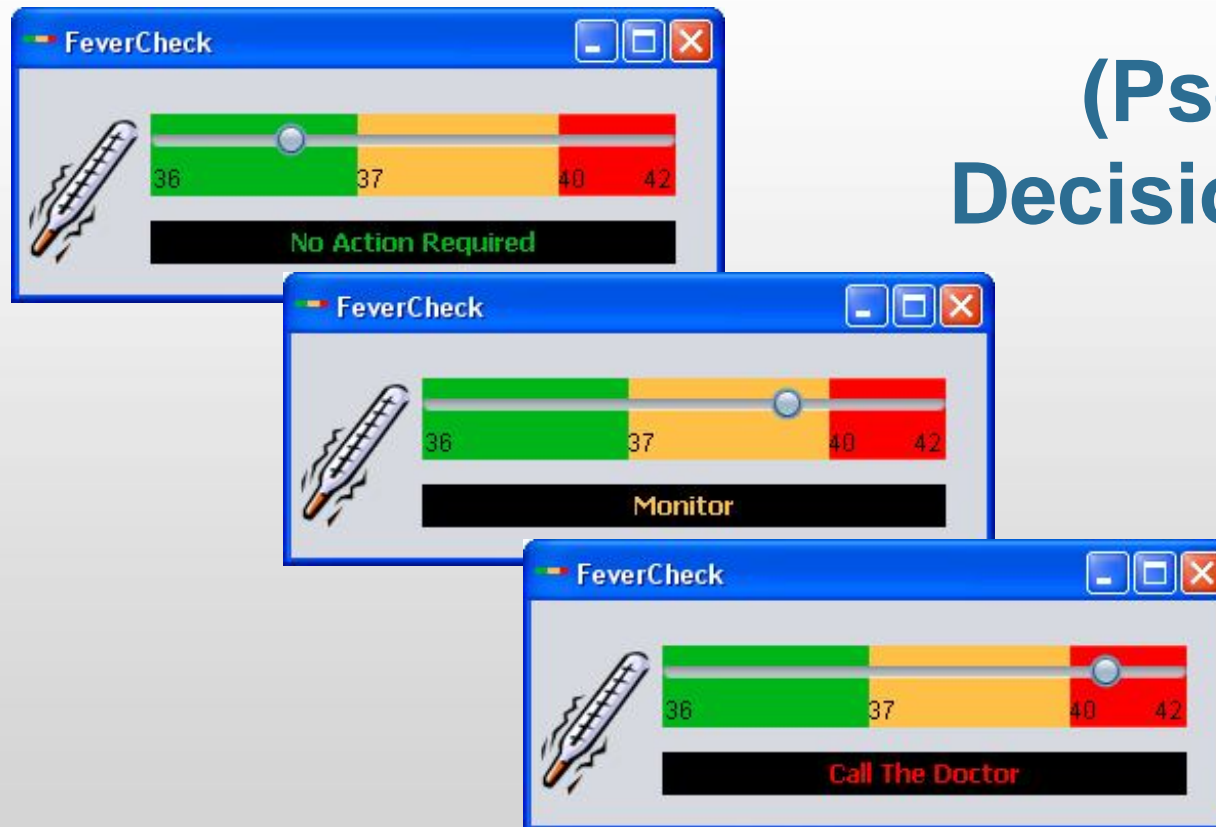 FeverCheck
36 37 40 42
No Action Required
FeverCheck
36 37 40 42
Monitor
FeverCheck
36 37 40 42
Call The Doctor